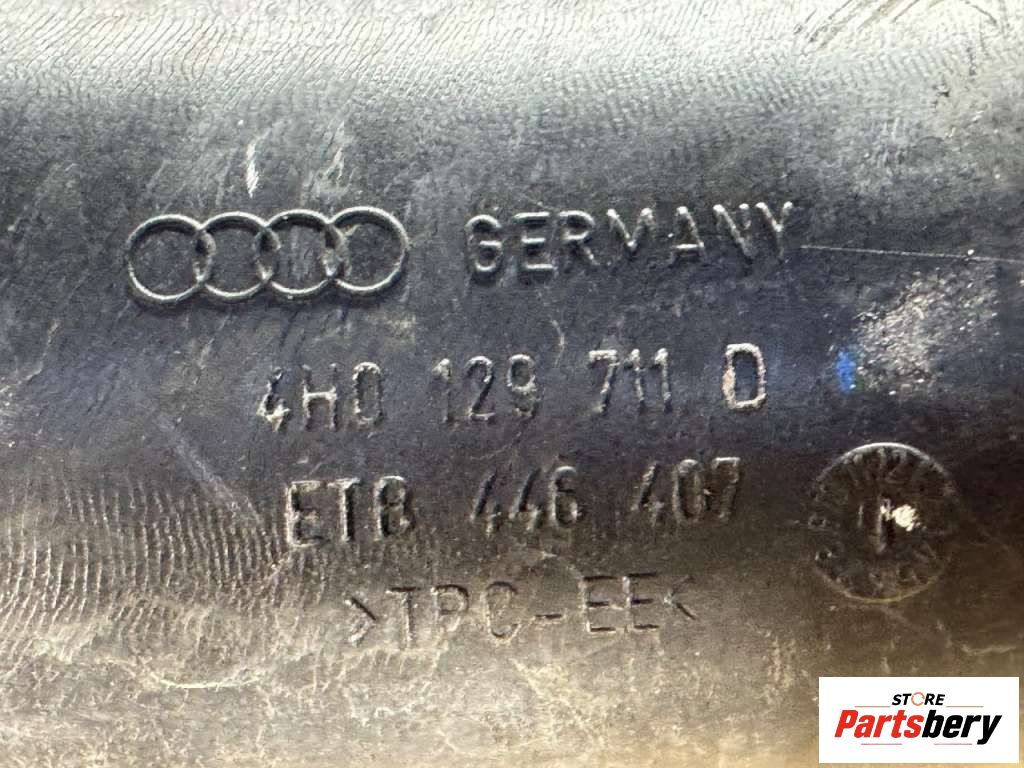 GERMANY
4H0 129 711 D
ETB 446 407
>TPC-EE<
STORE
Partsbery